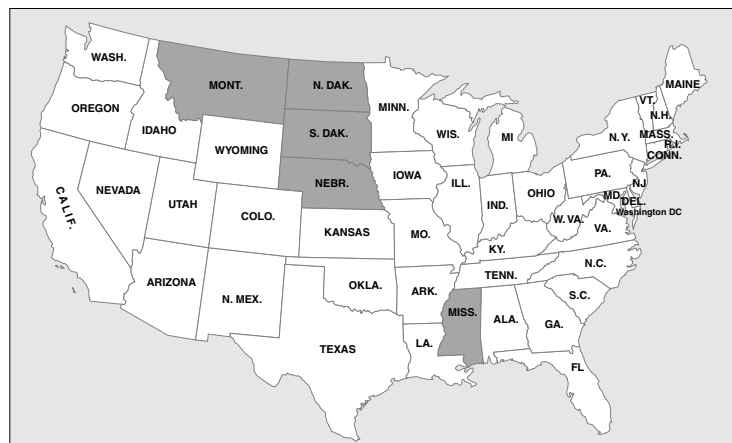 WASH.
MONT.
N. DAK.
MINN.
MAINE
VT.
N.H.
OREGON
IDAHO
S. DAK.
WIS.
MI
N. Y.
MASS.
R.I.
CONN.
WYOMING
NEBR.
IOWA
PA.
NJ
NEVADA
UTAH
COLO.
ILL.
IND.
OHIO
MD.
DEL.
Washington DC
CALIF.
KANSAS
MO.
W. VA.
VA.
KY.
ARIZONA
N. MEX.
OKLA.
ARK.
TENN.
N.C.
S.C.
MISS.
ALA.
GA.
TEXAS
LA.
FL